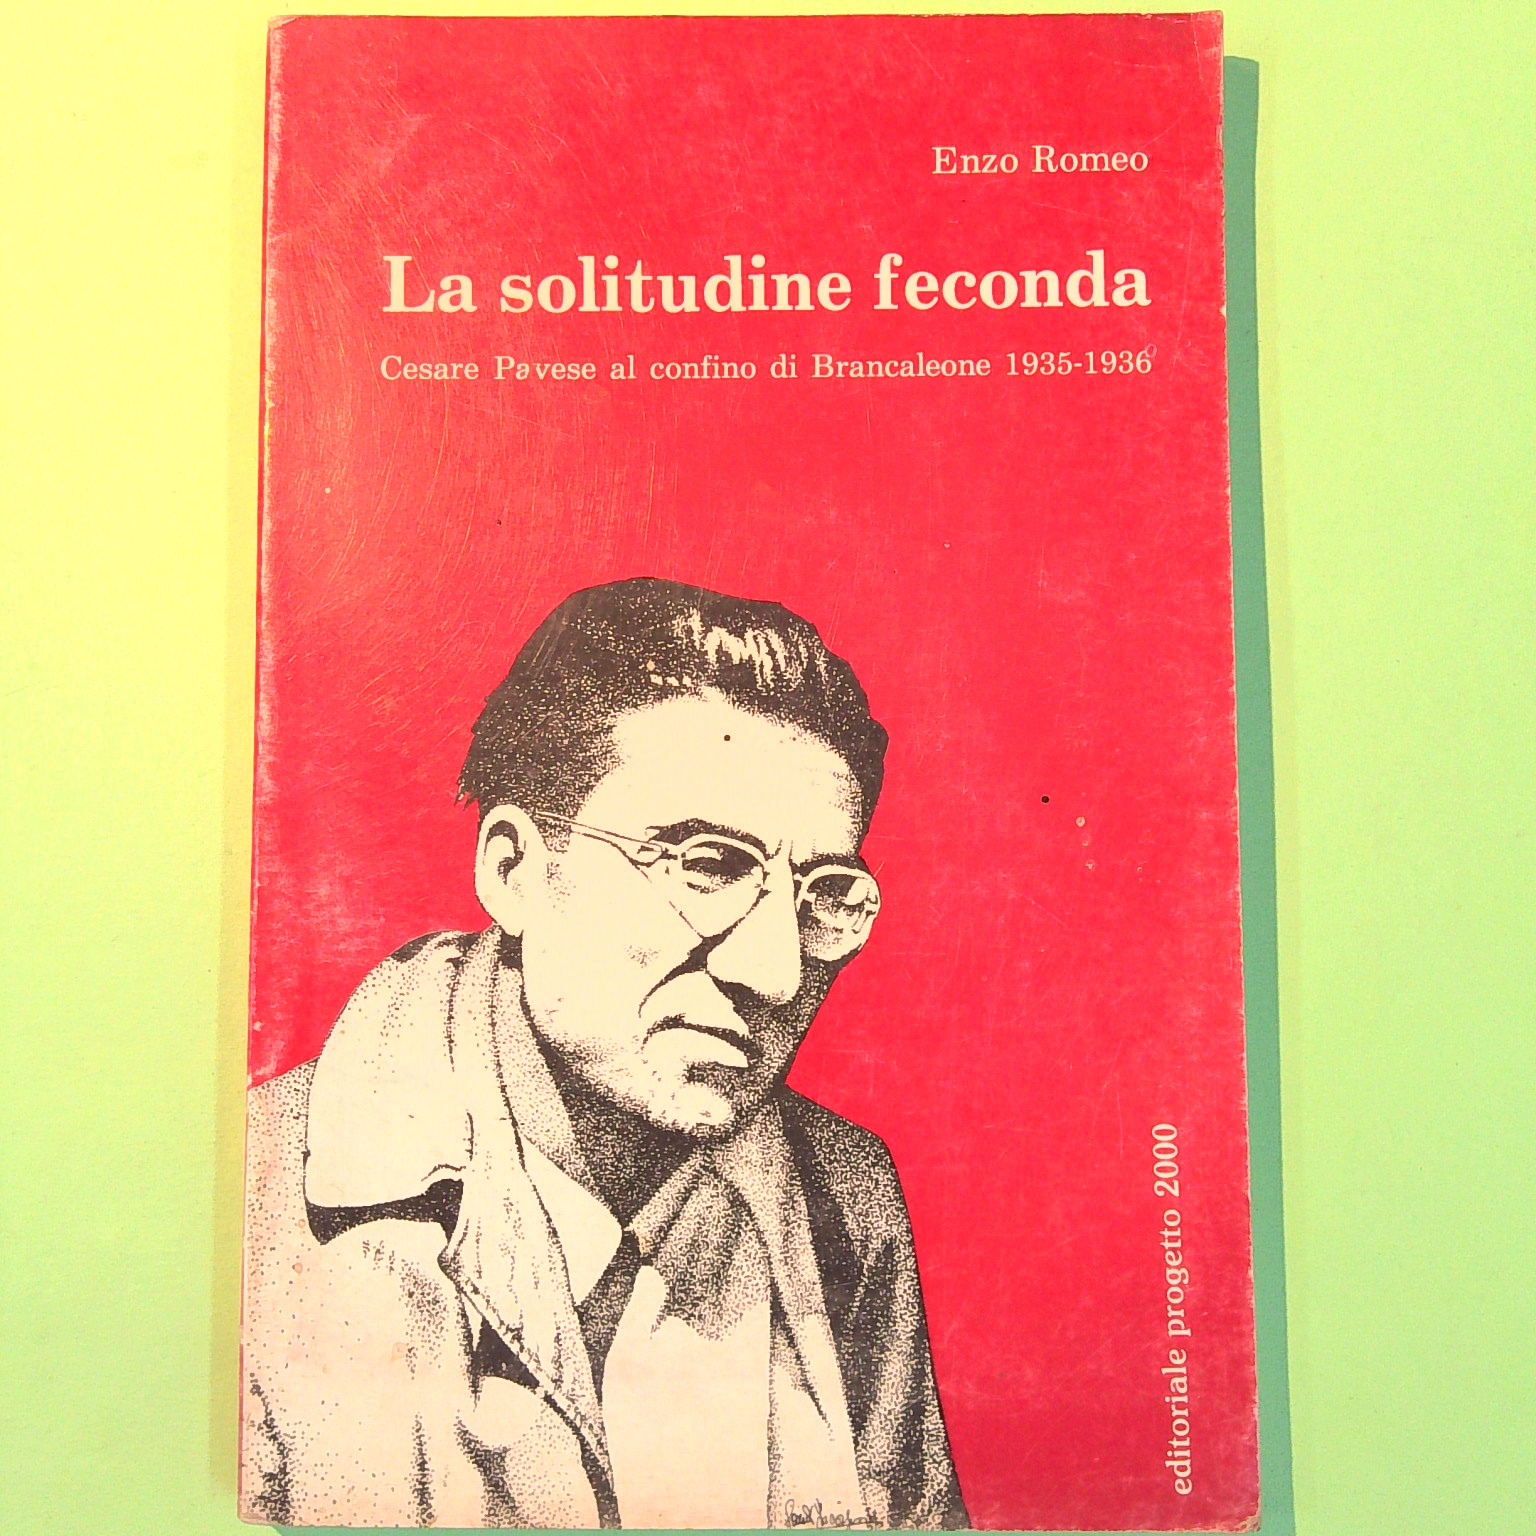 Enzo Romeo
La solitudine feconda
Cesare Pavese al confino di Brancaleone 1935-1936
editoriale progetto 2000